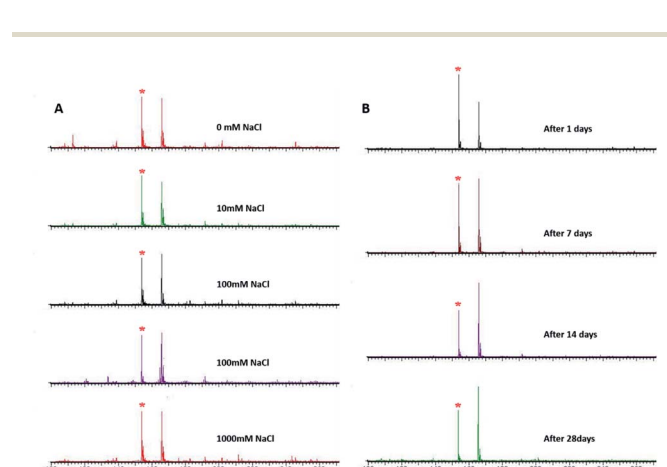 A
*
0 mM NaCl
*
10mM NaCl
*
100mM NaCl
*
100mM NaCl
*
1000mM NaCl
B
*
After 1 days
*
After 7 days
*
After 14 days
*
After 28days